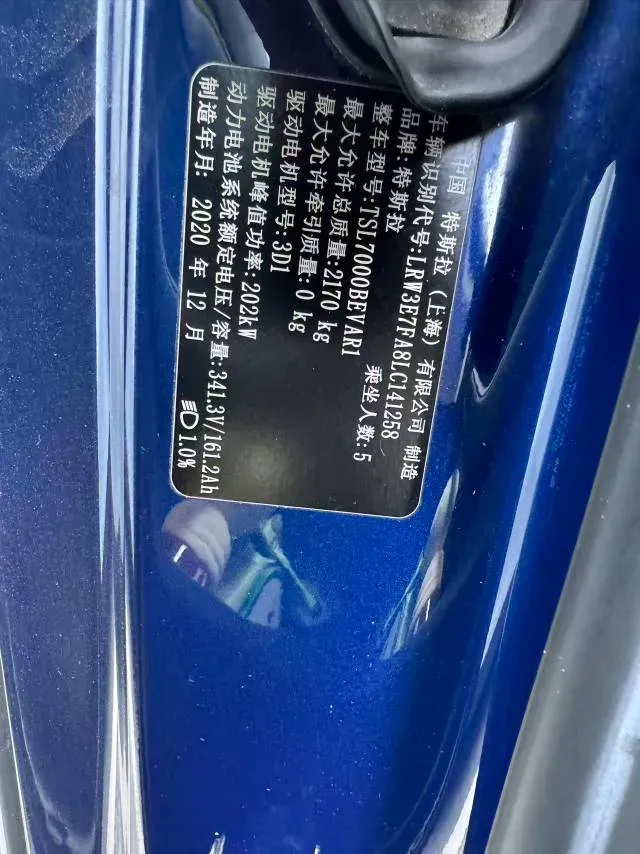 中国 特斯拉（上海）有限公司 制造
车辆识别代号:LRW3E7FA8LC141258
品牌:特斯拉
整车型号:TSL7000BEVAR1 乘坐人数:5
最大允许总质量:2170 kg
最大允许牵引质量:0 kg
驱动电机型号:3D1
驱动电机峰值功率:202kW
动力电池系统额定电压/容量:341.3V/161.2Ah
制造年月: 2020 年 12 月 1.0%